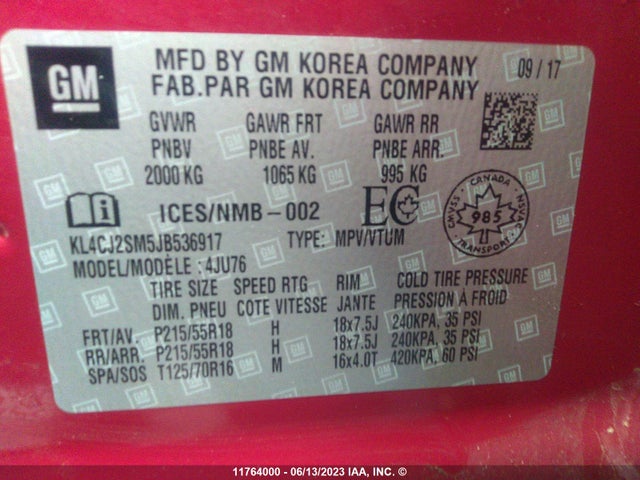 GM
MFD BY GM KOREA COMPANY 09 / 17
FAB.PAR GM KOREA COMPANY
GVWR GAWR FRT GAWR RR
PNBV PNBE AV. PNBE ARR.
2000 KG 1065 KG 995 KG
ICES/NMB-002 EC
CANADA
CMVSS NSVAC
985
TRANSPORT
KL4CJ2SM5JB536917 TYPE: MPV/VTUM
MODEL/MODÈLE : 4JU76
TIRE SIZE SPEED RTG RIM COLD TIRE PRESSURE
DIM. PNEU COTE VITESSE JANTE PRESSION À FROID
FRT/AV. P215/55R18 H 18x7.5J 240KPA, 35 PSI
RR/ARR. P215/55R18 H 18x7.5J 240KPA, 35 PSI
SPA/SOS T125/70R16 M 16x4.0T 420KPA, 60 PSI
11764000 - 06/13/2023 IAA, INC. ©